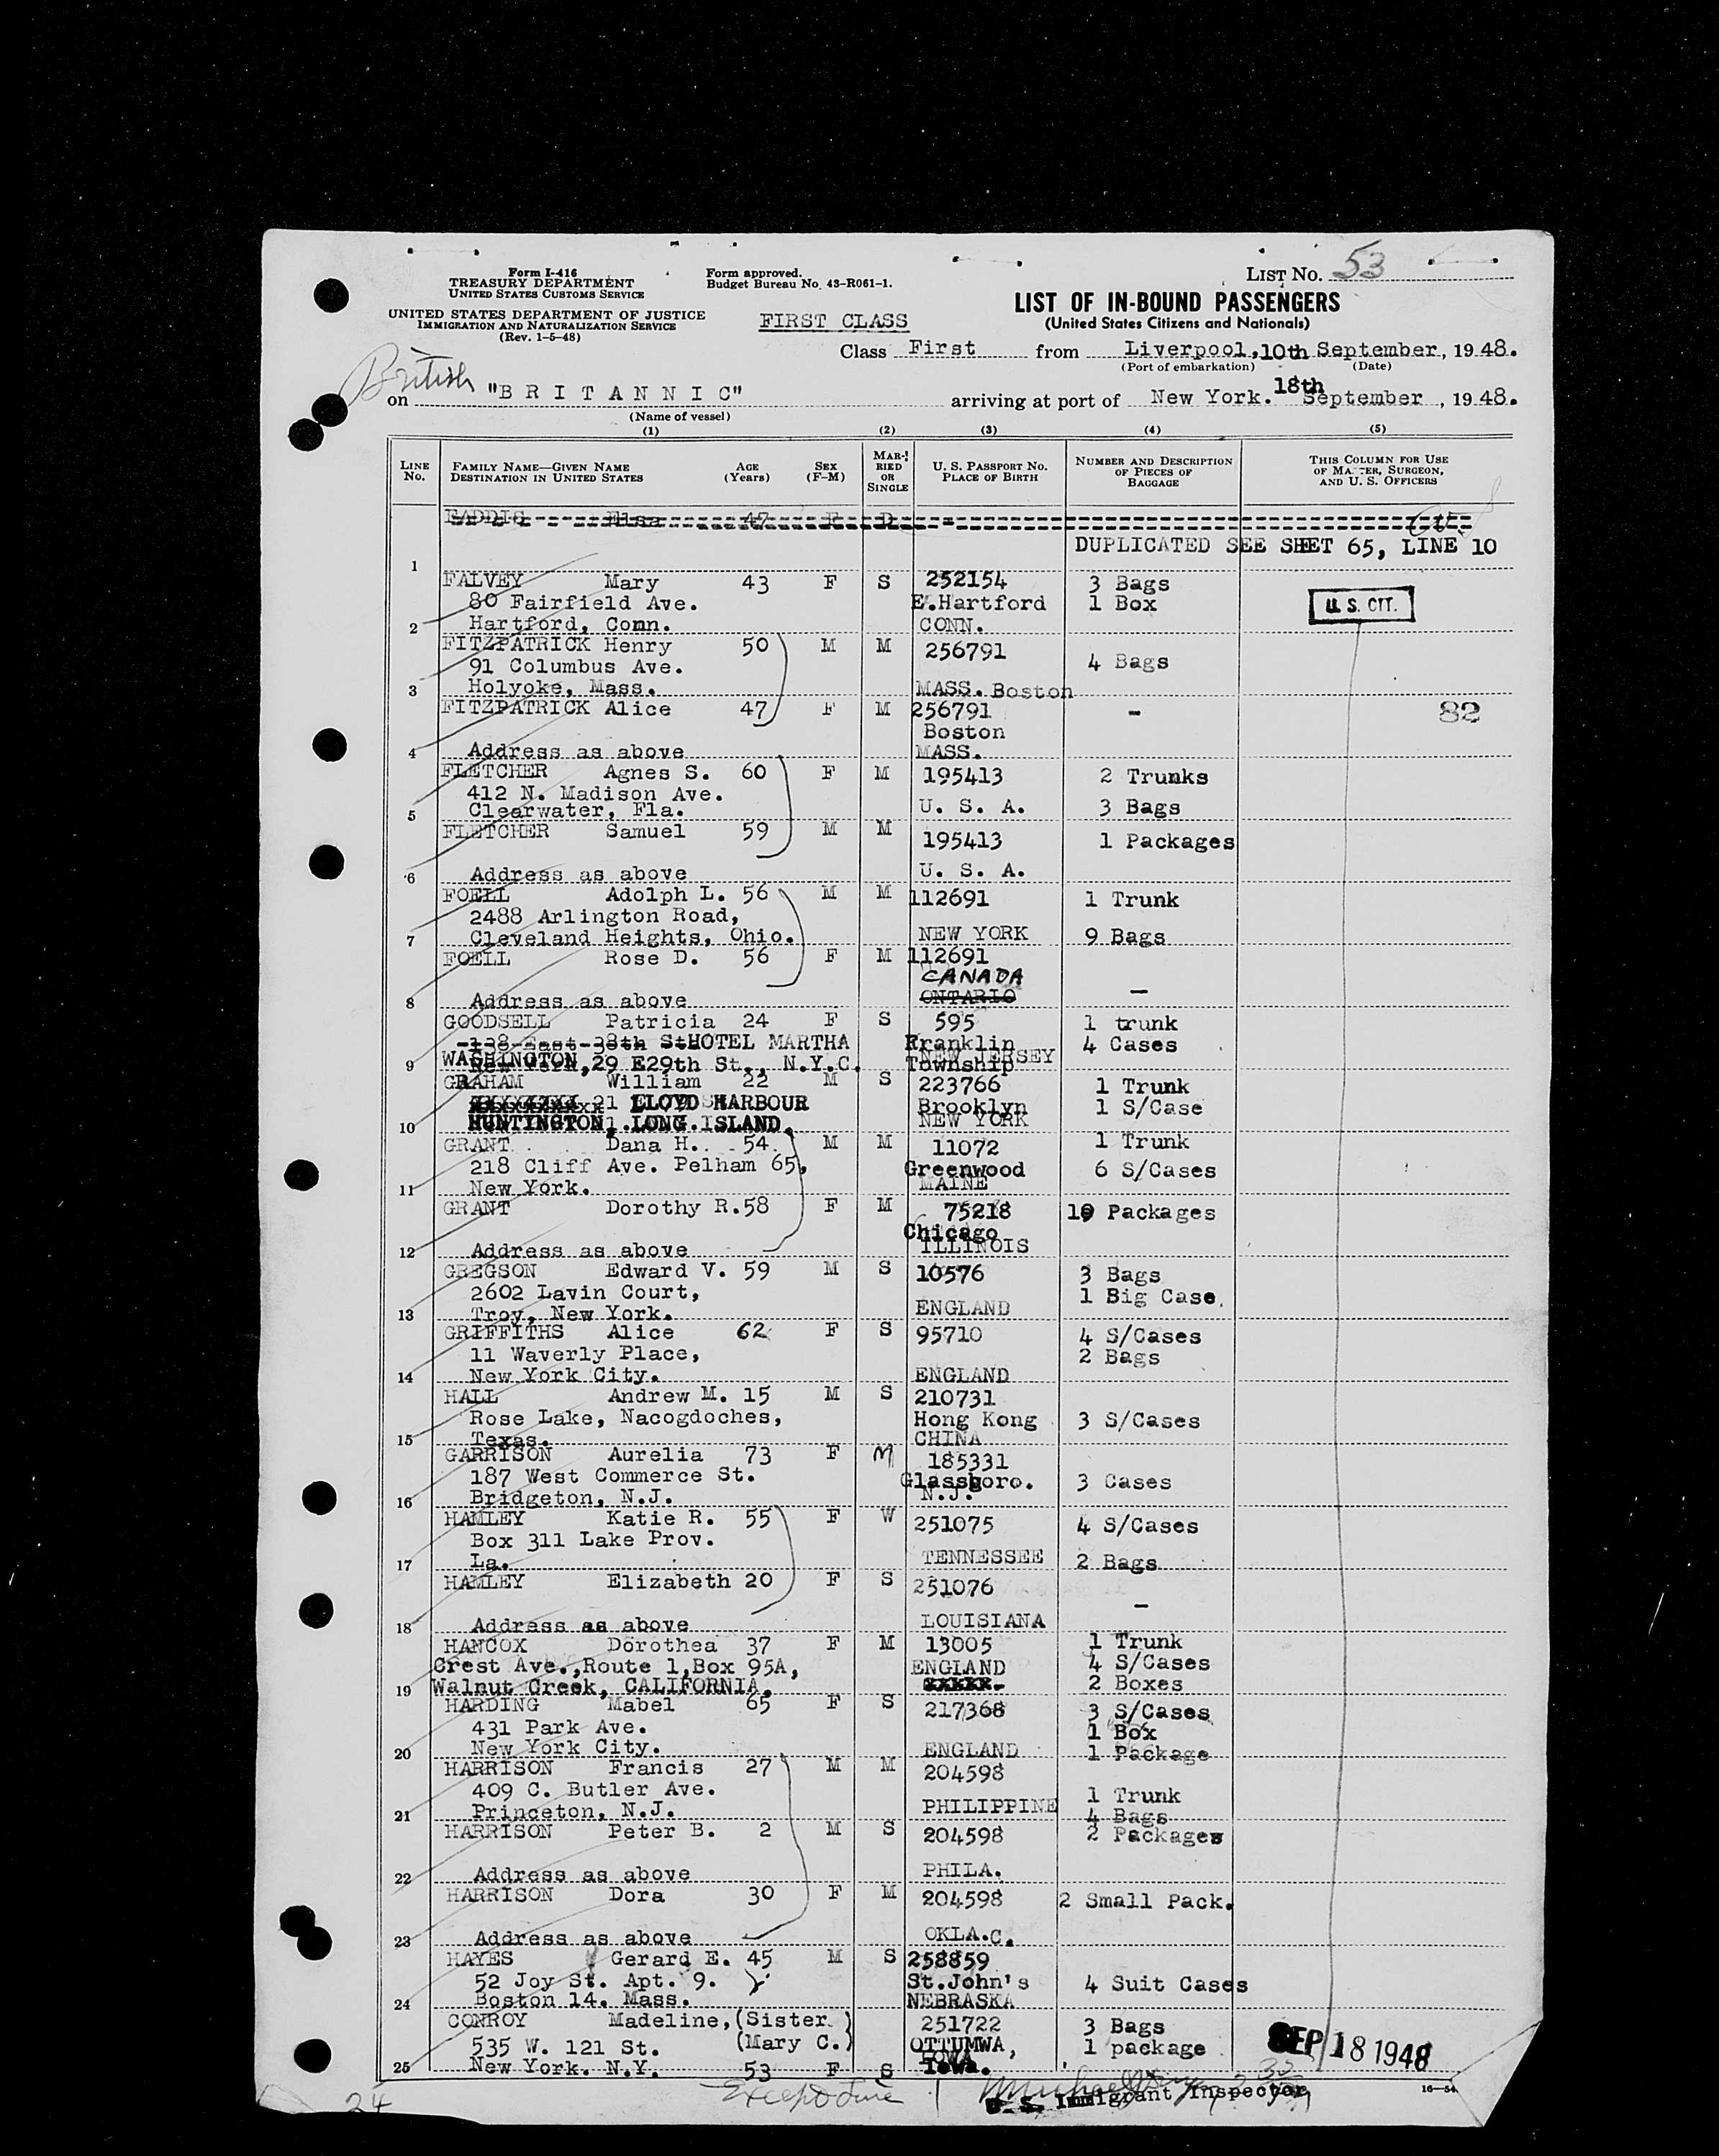 Form I-416
TREASURY DEPARTMENT
UNITED STATES CUSTOMS SERVICE
UNITED STATES DEPARTMENT OF JUSTICE
IMMIGRATION AND NATURALIZATION SERVICE
(Rev. 1-5-48)
Form approved.
Budget Bureau No. 43-R061-1.
FIRST CLASS
LIST NO. 53
LIST OF IN-BOUND PASSENGERS
(United States Citizens and Nationals)
Class First from Liverpool, 10th September, 1948.
(Port of embarkation) (Date)
British
on "BRITANNIC" arriving at port of New York. 18th September, 1948.
(Name of vessel)
(1) (2) (3) (4) (5)
LINE No. FAMILY NAME—GIVEN NAME DESTINATION IN UNITED STATES AGE (Years) SEX (F-M) MARRIED OR SINGLE U. S. PASSPORT NO. PLACE OF BIRTH NUMBER AND DESCRIPTION OF PIECES OF BAGGAGE THIS COLUMN FOR USE OF MASTER, SURGEON, AND U. S. OFFICERS
EADDIS Elsa 47 F D
1 DUPLICATED SEE SHEET 65, LINE 10
FALVEY Mary 43 F S 252154 3 Bags
80 Fairfield Ave. E.Hartford 1 Box U. S. CIT.
2 Hartford, Conn. CONN.
FITZPATRICK Henry 50 M M 256791
91 Columbus Ave. 4 Bags
3 Holyoke, Mass. MASS. Boston
FITZPATRICK Alice 47 F M 256791 - 82
Boston
4 Address as above MASS.
FLETCHER Agnes S. 60 F M 195413 2 Trunks
412 N. Madison Ave.
5 Clearwater, Fla. U. S. A. 3 Bags
FLETCHER Samuel 59 M M 195413 1 Packages
6 Address as above U. S. A.
FOELL Adolph L. 56 M M 112691 1 Trunk
2488 Arlington Road,
7 Cleveland Heights, Ohio. NEW YORK 9 Bags
FOELL Rose D. 56 F M 112691
CANADA
8 Address as above ONTARIO -
GOODSELL Patricia 24 F S 595 1 trunk
138 East 38th St HOTEL MARTHA Franklin 4 Cases
9 WASHINGTON, 29 E29th St., N.Y.C. Township NEW JERSEY
GRAHAM William 22 M S 223766 1 Trunk
21 LLOYD HARBOUR Brooklyn 1 S/Case
10 HUNTINGTON, LONG ISLAND. NEW YORK
GRANT Dana H. 54 M M 11072 1 Trunk
218 Cliff Ave. Pelham 65, Greenwood 6 S/Cases
11 New York. MAINE
GRANT Dorothy R. 58 F M 75218 10 Packages
Chicago
12 Address as above ILLINOIS
GREGSON Edward V. 59 M S 10576 3 Bags
2602 Lavin Court, 1 Big Case.
13 Troy, New York. ENGLAND
GRIFFITHS Alice 62 F S 95710 4 S/Cases
11 Waverly Place, 2 Bags
14 New York City. ENGLAND
HALL Andrew M. 15 M S 210731
Rose Lake, Nacogdoches, Hong Kong 3 S/Cases
15 Texas. CHINA
GARRISON Aurelia 73 F M 185331
187 West Commerce St. Glassboro. 3 Cases
16 Bridgeton, N.J. N.J.
HAMLEY Katie R. 55 F W 251075 4 S/Cases
Box 311 Lake Prov.
17 La. TENNESSEE 2 Bags
HAMLEY Elizabeth 20 F S 251076
-
18 Address as above LOUISIANA
HANCOX Dorothea 37 F M 13005 1 Trunk
Crest Ave.,Route 1,Box 95A, ENGLAND 4 S/Cases
19 Walnut Creek, CALIFORNIA. xxxxx. 2 Boxes
HARDING Mabel 65 F S 217368 3 S/Cases
431 Park Ave. 1 Box
20 New York City. ENGLAND 1 Package
HARRISON Francis 27 M M 204598
409 C. Butler Ave. 1 Trunk
21 Princeton, N.J. PHILIPPINE 4 Bags
HARRISON Peter B. 2 M S 204598 2 Packages
22 Address as above PHILA.
HARRISON Dora 30 F M 204598 2 Small Pack.
23 Address as above OKLA.C.
HAYES Gerard E. 45 M S 258859
52 Joy St. Apt. 9. St.John's 4 Suit Cases
24 Boston 14. Mass. NEBRASKA
CONROY Madeline, (Sister ) 251722 3 Bags
535 W. 121 St. (Mary C.) OTTUMWA, 1 package SEP 18 1948
25 New York. N.Y. 53 F S Iowa.
24
U. S. Immigrant Inspector
16—54